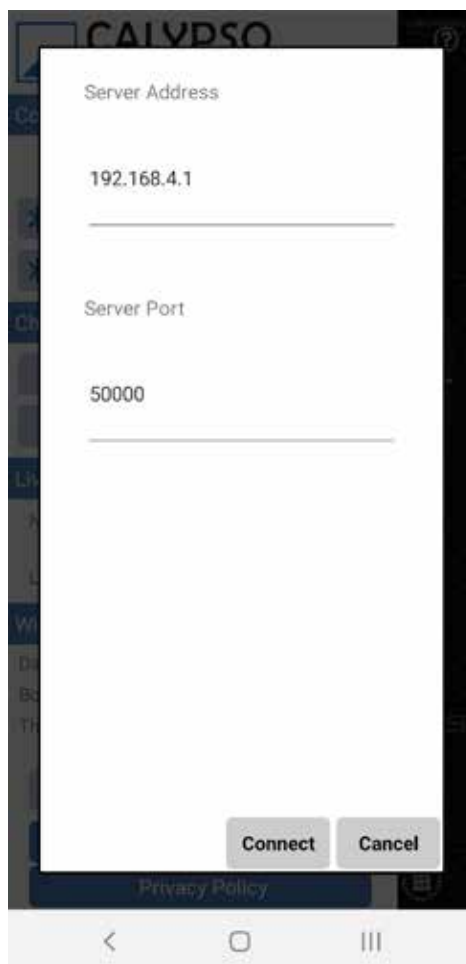 CALYPSO
Server Address
192.168.4.1
Server Port
50000
Connect
Cancel
Privacy Policy